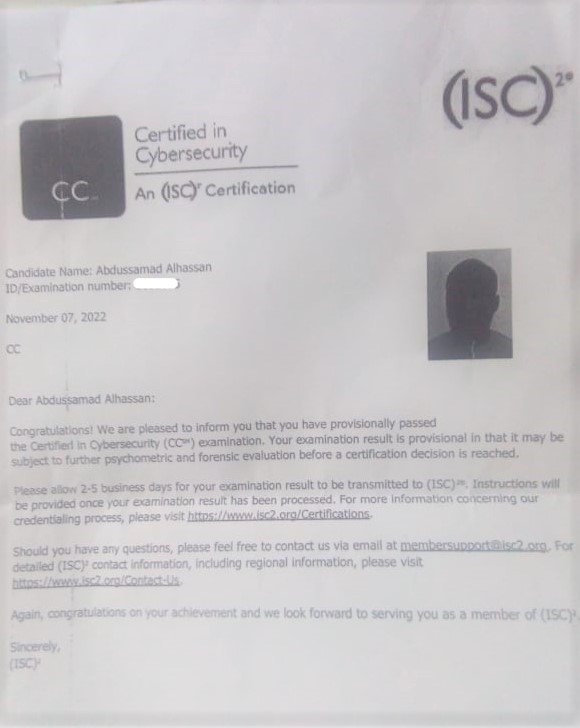 (ISC)²®
Certified in
Cybersecurity
CC
An (ISC)² Certification
Candidate Name: Abdussamad Alhassan
ID/Examination number:
November 07, 2022
CC
Dear Abdussamad Alhassan:
Congratulations! We are pleased to inform you that you have provisionally passed
the Certified in Cybersecurity (CC℠) examination. Your examination result is provisional in that it may be
subject to further psychometric and forensic evaluation before a certification decision is reached.
Please allow 2-5 business days for your examination result to be transmitted to (ISC)²®. Instructions will
be provided once your examination result has been processed. For more information concerning our
credentialing process, please visit https://www.isc2.org/Certifications.
Should you have any questions, please feel free to contact us via email at membersupport@isc2.org. For
detailed (ISC)² contact information, including regional information, please visit
https://www.isc2.org/Contact-Us.
Again, congratulations on your achievement and we look forward to serving you as a member of (ISC)².
Sincerely,
(ISC)²